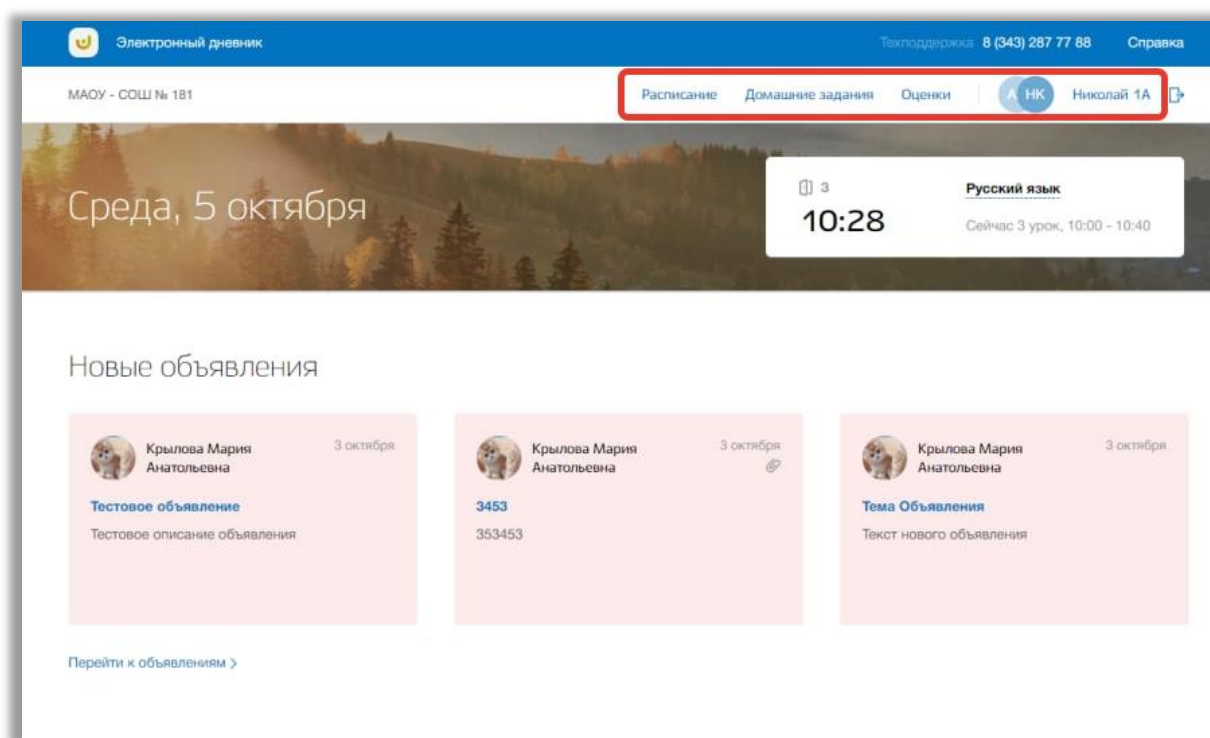 Электронный дневник
Техподдержка 8 (343) 287 77 88 Справка
МАОУ - СОШ № 181
Расписание Домашние задания Оценки А НК Николай 1А
Среда, 5 октября
3
10:28
Русский язык
Сейчас 3 урок, 10:00 - 10:40
Новые объявления
Крылова Мария
Анатольевна
3 октября
Тестовое объявление
Тестовое описание объявления
Крылова Мария
Анатольевна
3 октября
3453
353453
Крылова Мария
Анатольевна
3 октября
Тема Объявления
Текст нового объявления
Перейти к объявлениям >